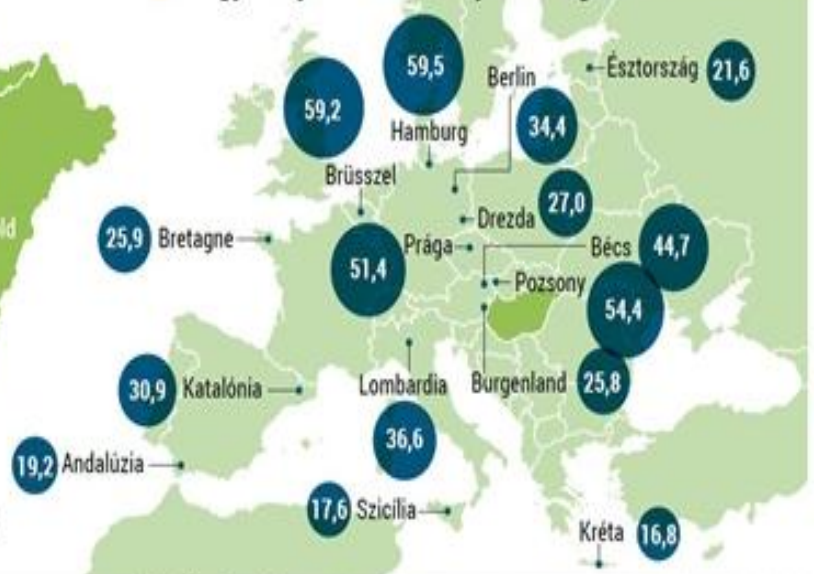 59,5
Berlin
Észtország 21,6
59,2
Hamburg
34,4
Brüsszel
27,0
25,9 Bretagne
Drezda
Prága
Bécs 44,7
51,4
Pozsony
54,4
30,9 Katalónia
Lombardia
Burgenland 25,8
36,6
19,2 Andalúzia
17,6 Szicília
Kréta 16,8
ld